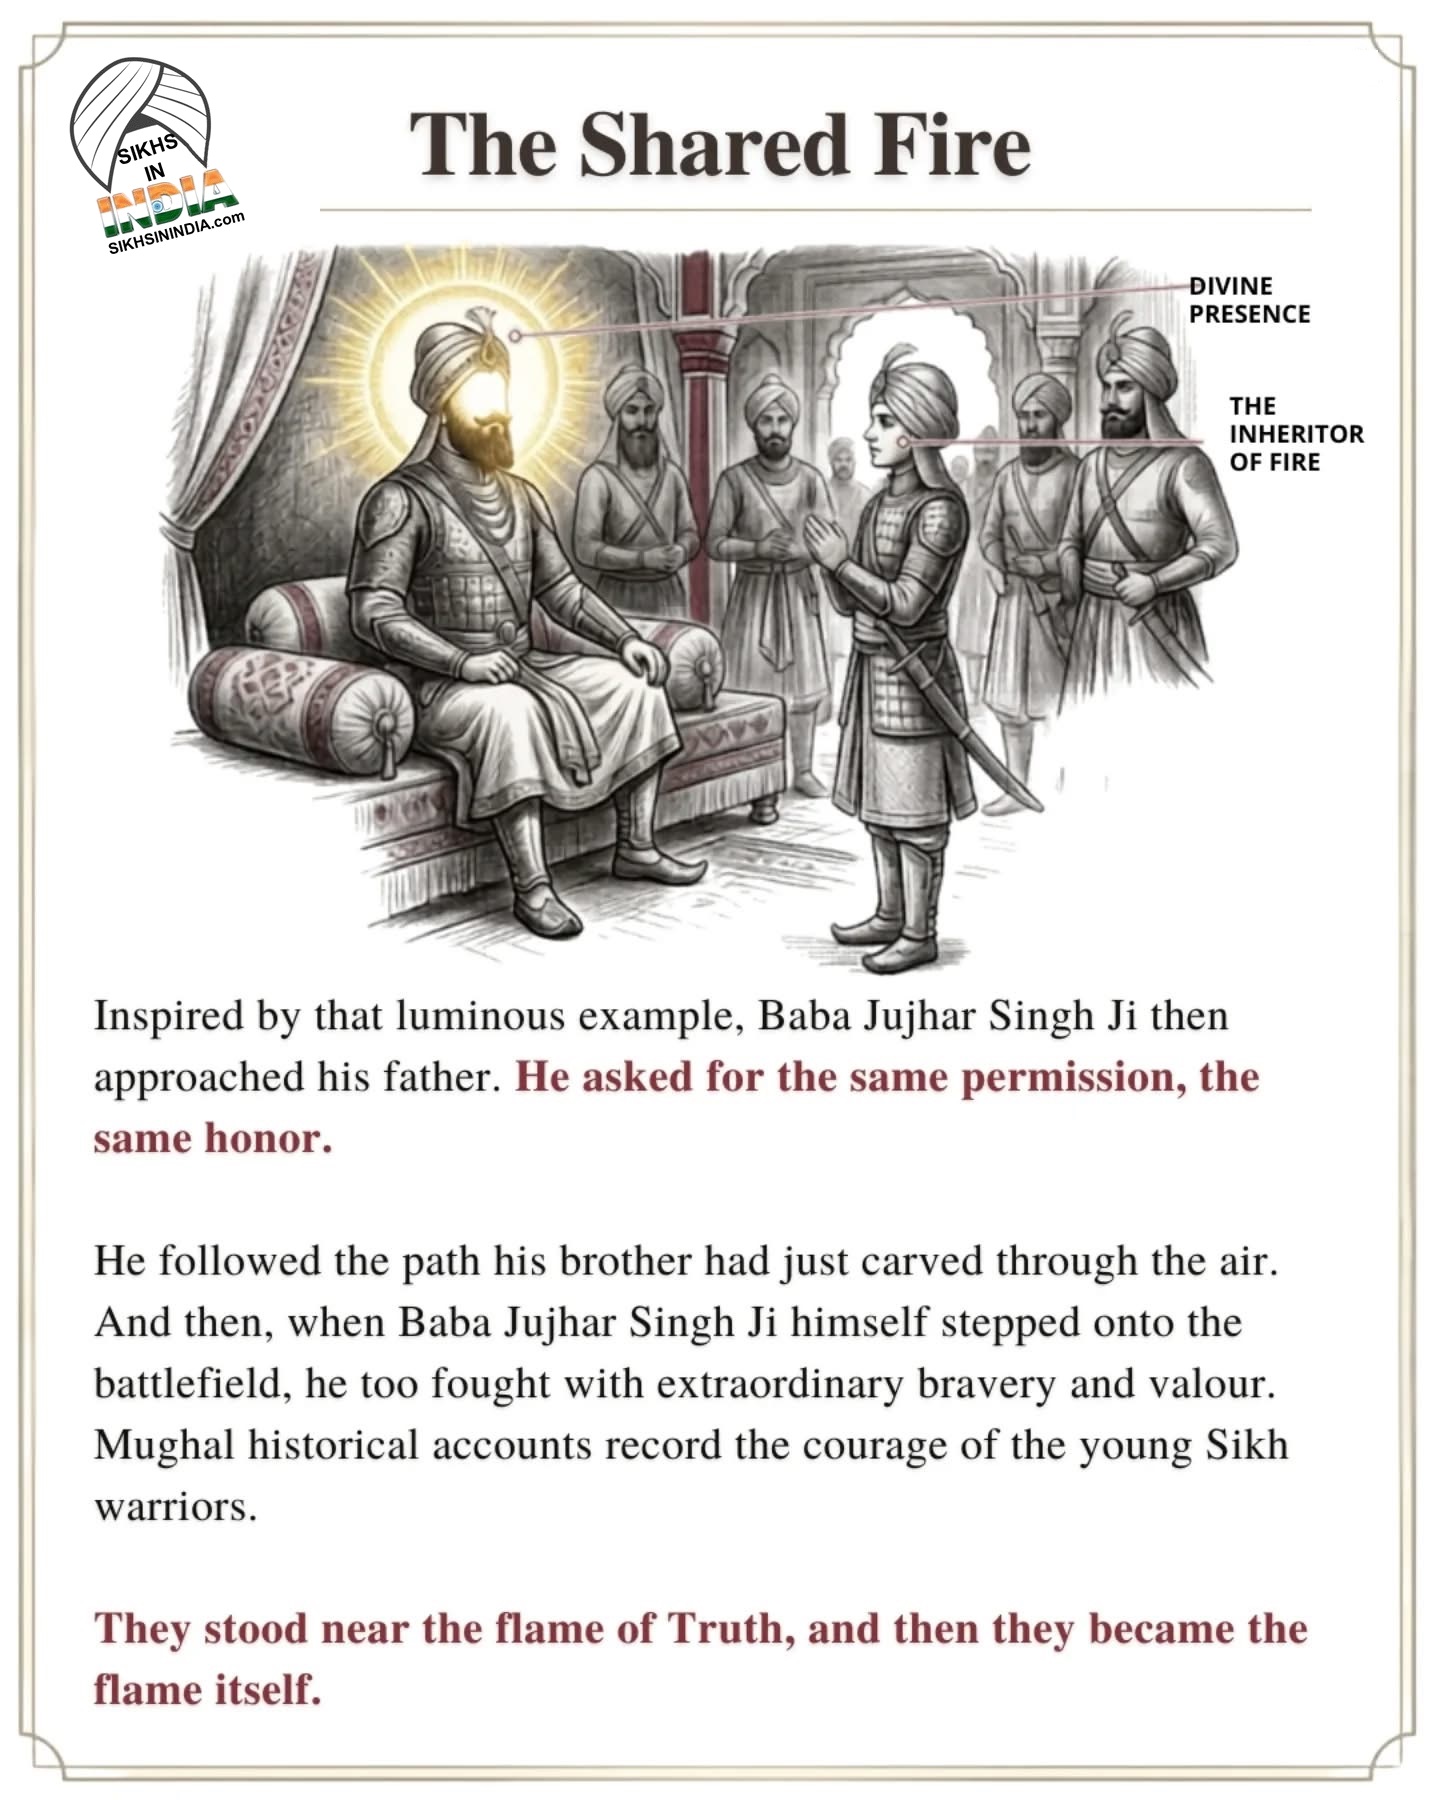 SIKHS
IN
INDIA
SIKHSININDIA.com
The Shared Fire
DIVINE
PRESENCE
THE
INHERITOR
OF FIRE
Inspired by that luminous example, Baba Jujhar Singh Ji then
approached his father. He asked for the same permission, the
same honor.
He followed the path his brother had just carved through the air.
And then, when Baba Jujhar Singh Ji himself stepped onto the
battlefield, he too fought with extraordinary bravery and valour.
Mughal historical accounts record the courage of the young Sikh
warriors.
They stood near the flame of Truth, and then they became the
flame itself.